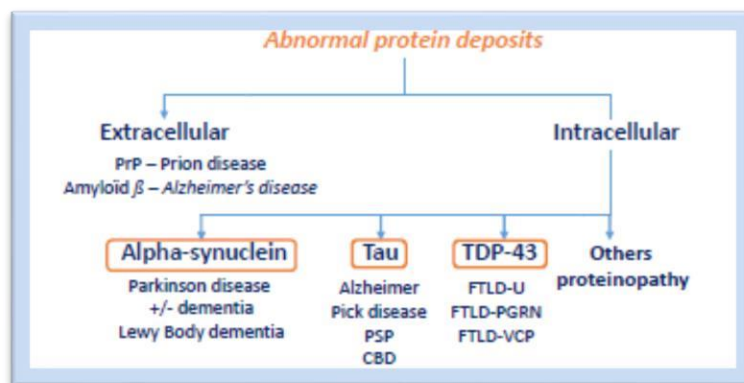 Abnormal protein deposits
Extracellular
Intracellular
PrP – Prion disease
Amyloïd ß – Alzheimer's disease
Alpha-synuclein
Parkinson disease
+/- dementia
Lewy Body dementia
Tau
Alzheimer
Pick disease
PSP
CBD
TDP-43
FTLD-U
FTLD-PGRN
FTLD-VCP
Others
proteinopathy